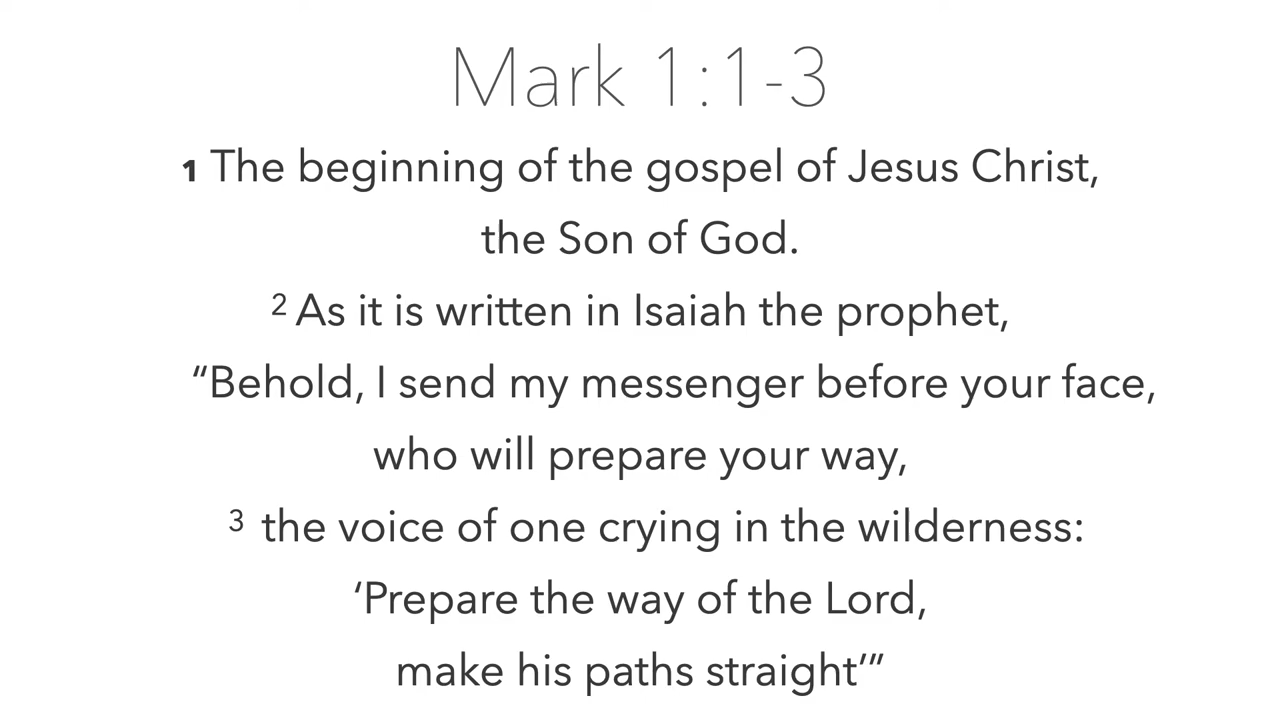 Mark 1:1-3
1 The beginning of the gospel of Jesus Christ,
the Son of God.
2 As it is written in Isaiah the prophet,
“Behold, I send my messenger before your face,
who will prepare your way,
3 the voice of one crying in the wilderness:
‘Prepare the way of the Lord,
make his paths straight’”